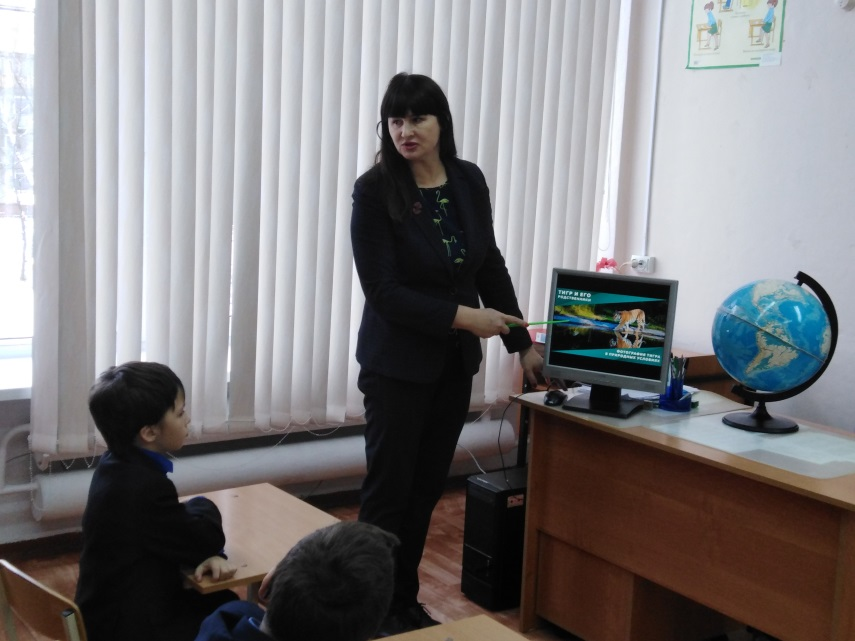 ТИГР И ЕГО
РОДСТВЕННИКИ
ФОТОГРАФИИ ТИГРА
В ПРИРОДНЫХ УСЛОВИЯХ